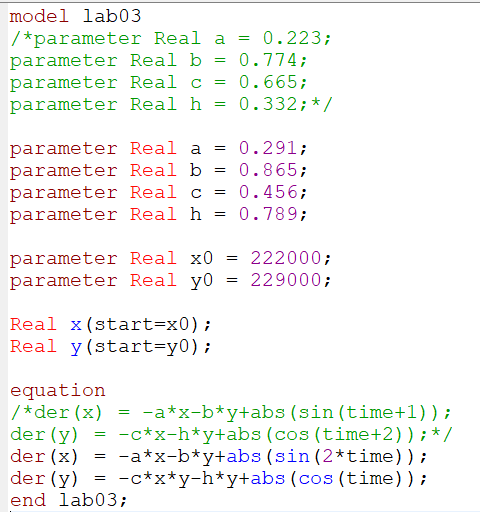 model lab03
/*parameter Real a = 0.223;
parameter Real b = 0.774;
parameter Real c = 0.665;
parameter Real h = 0.332;*/
parameter Real a = 0.291;
parameter Real b = 0.865;
parameter Real c = 0.456;
parameter Real h = 0.789;
parameter Real x0 = 222000;
parameter Real y0 = 229000;
Real x(start=x0);
Real y(start=y0);
equation
/*der(x) = -a*x-b*y+abs(sin(time+1));
der(y) = -c*x-h*y+abs(cos(time+2));*/
der(x) = -a*x-b*y+abs(sin(2*time));
der(y) = -c*x*y-h*y+abs(cos(time));
end lab03;